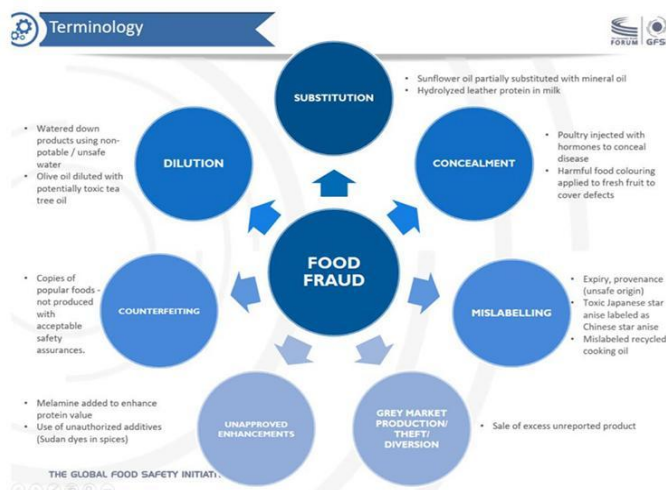 Terminology
FORUM
GFS
SUBSTITUTION
• Sunflower oil partially substituted with mineral oil
• Hydrolyzed leather protein in milk
• Watered down
products using non-
potable / unsafe
water
• Olive oil diluted with
potentially toxic tea
tree oil
DILUTION
CONCEALMENT
• Poultry injected with
hormones to conceal
disease
• Harmful food colouring
applied to fresh fruit to
cover defects
FOOD
FRAUD
• Copies of
popular foods -
not produced
with
acceptable
safety
assurances.
COUNTERFEITING
MISLABELLING
• Expiry, provenance
(unsafe origin)
• Toxic Japanese star
anise labeled as
Chinese star anise
• Mislabeled recycled
cooking oil
• Melamine added to enhance
protein value
• Use of unauthorized additives
(Sudan dyes in spices)
UNAPPROVED
ENHANCEMENTS
GREY MARKET
PRODUCTION/
THEFT/
DIVERSION
• Sale of excess unreported product
THE GLOBAL FOOD SAFETY INITIATI